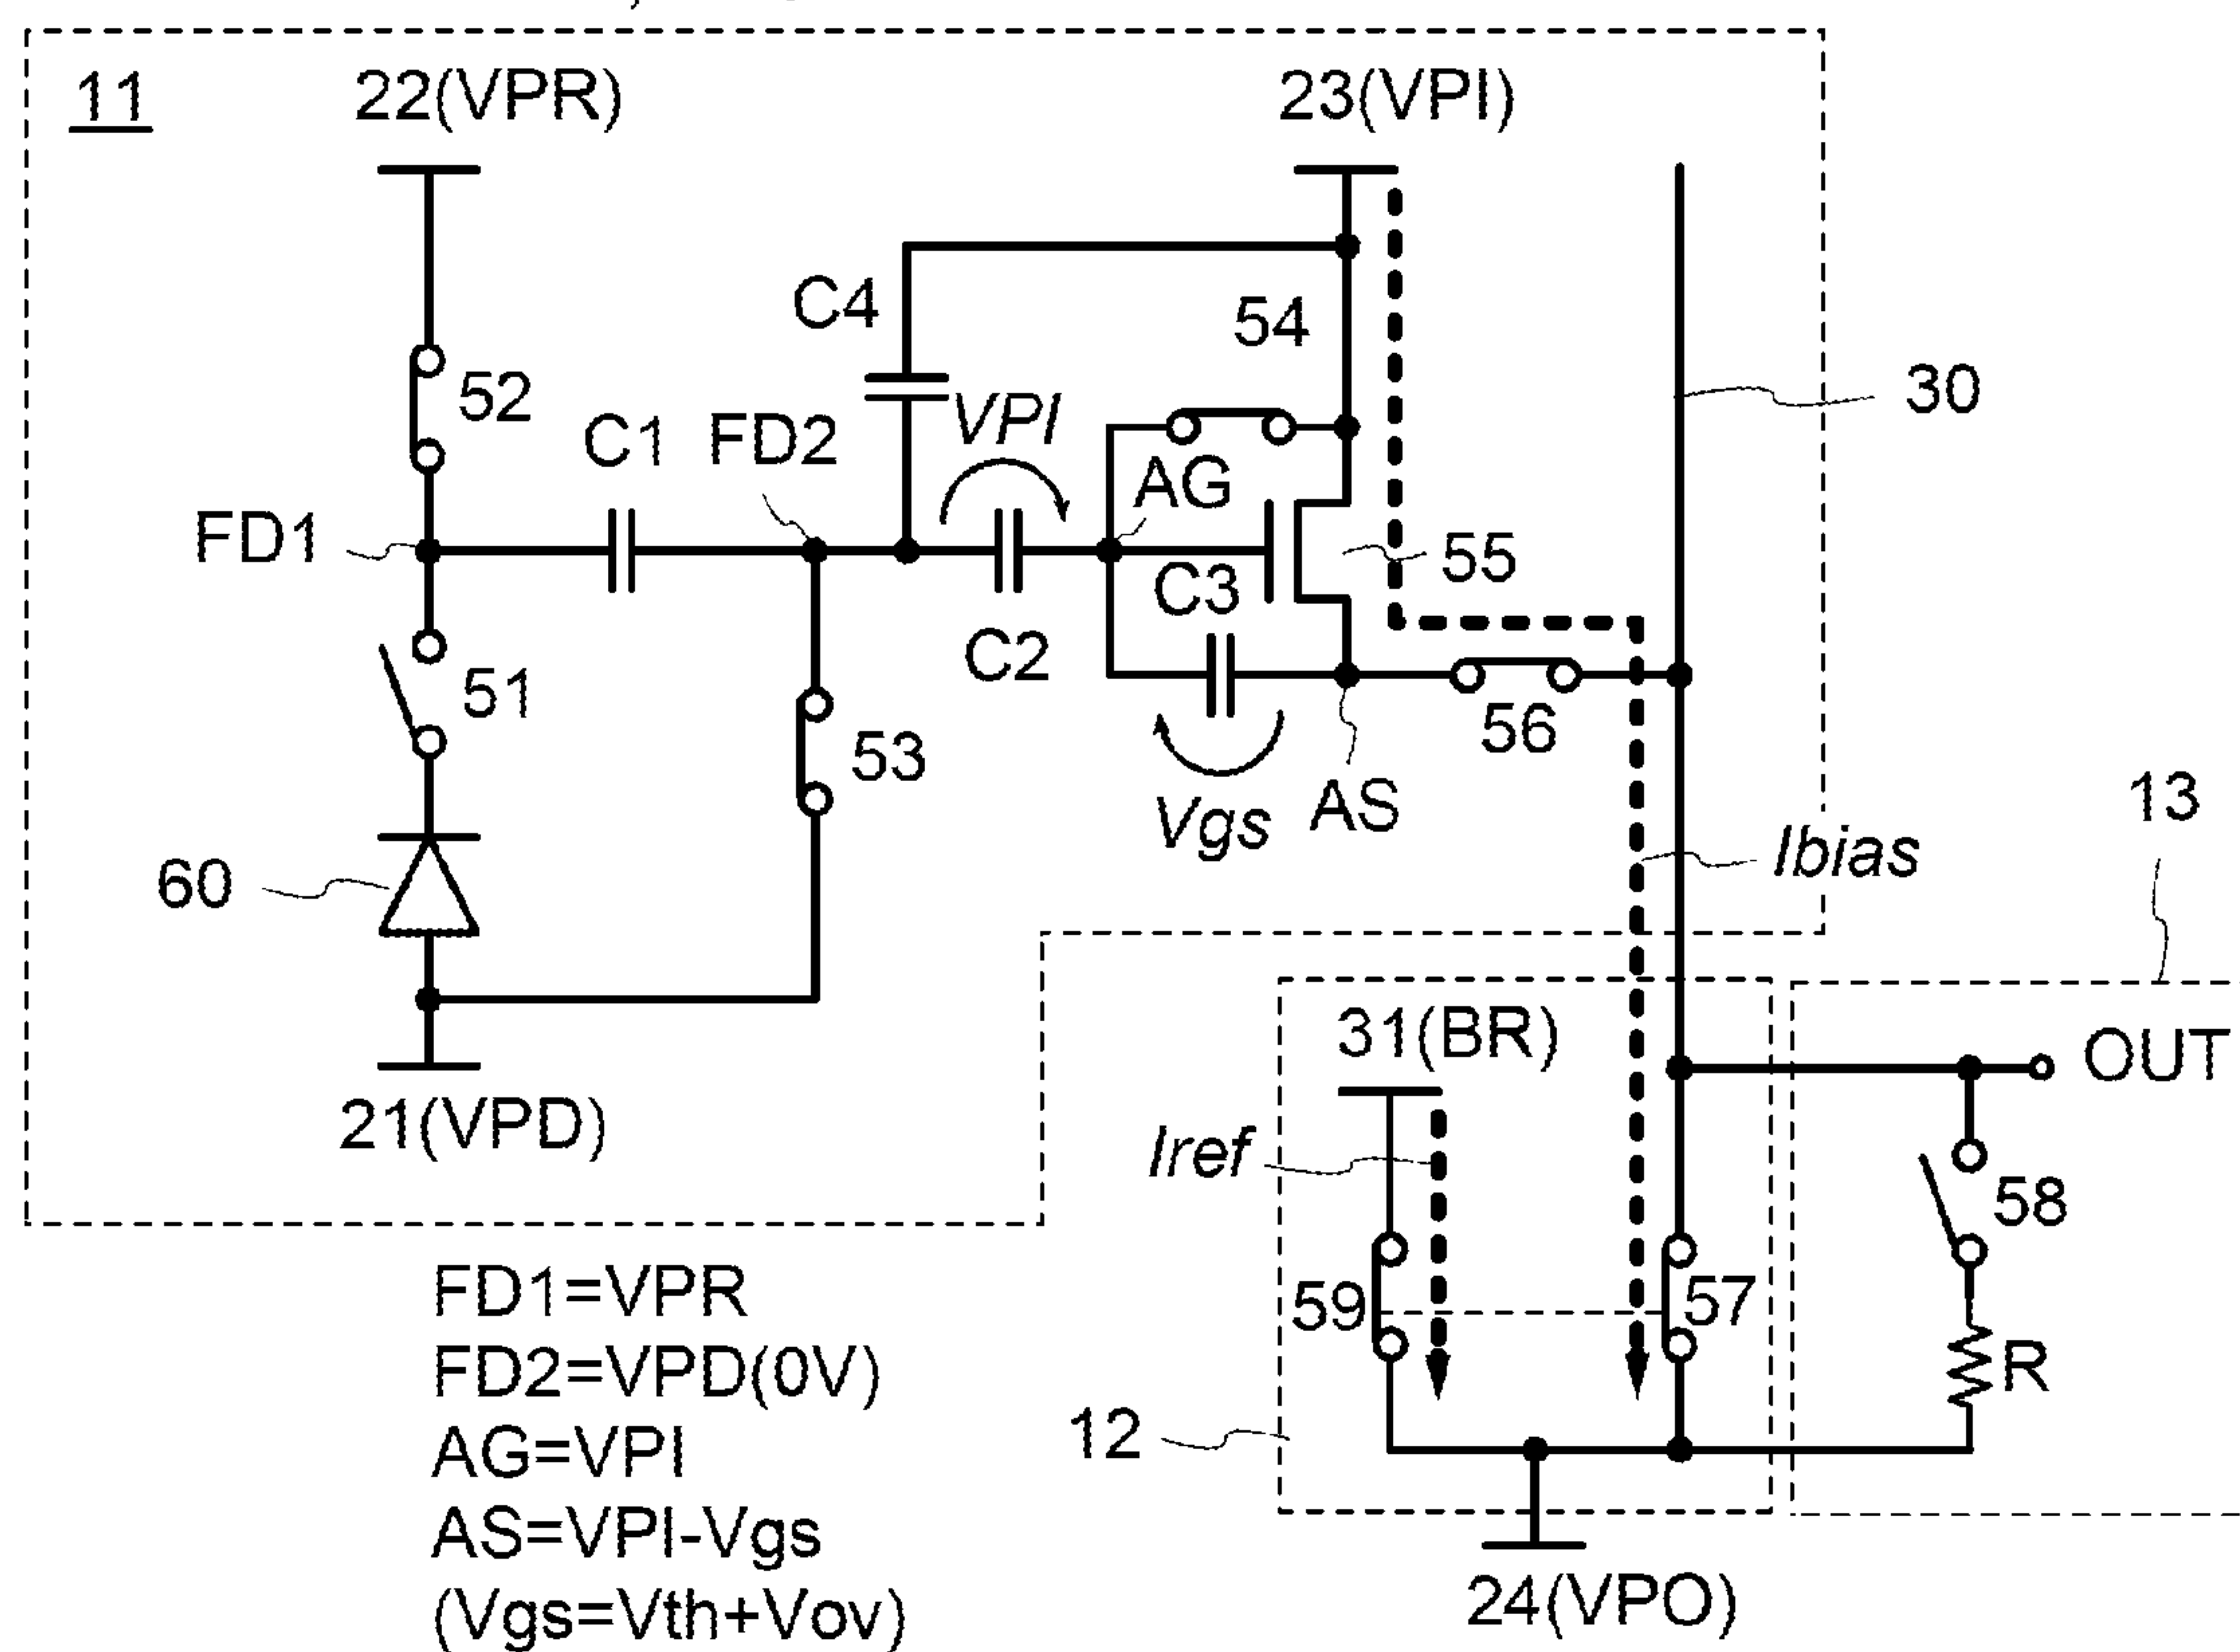 11
22(VPR)
23(VPI)
C4
54
30
52
C1
FD2
VPI
AG
FD1
55
C3
C2
51
56
53
Vgs
AS
13
60
Ibias
31(BR)
OUT
21(VPD)
Iref
58
59
57
R
12
24(VPO)
FD1=VPR
FD2=VPD(0V)
AG=VPI
AS=VPI-Vgs
(Vgs=Vth+Vov)